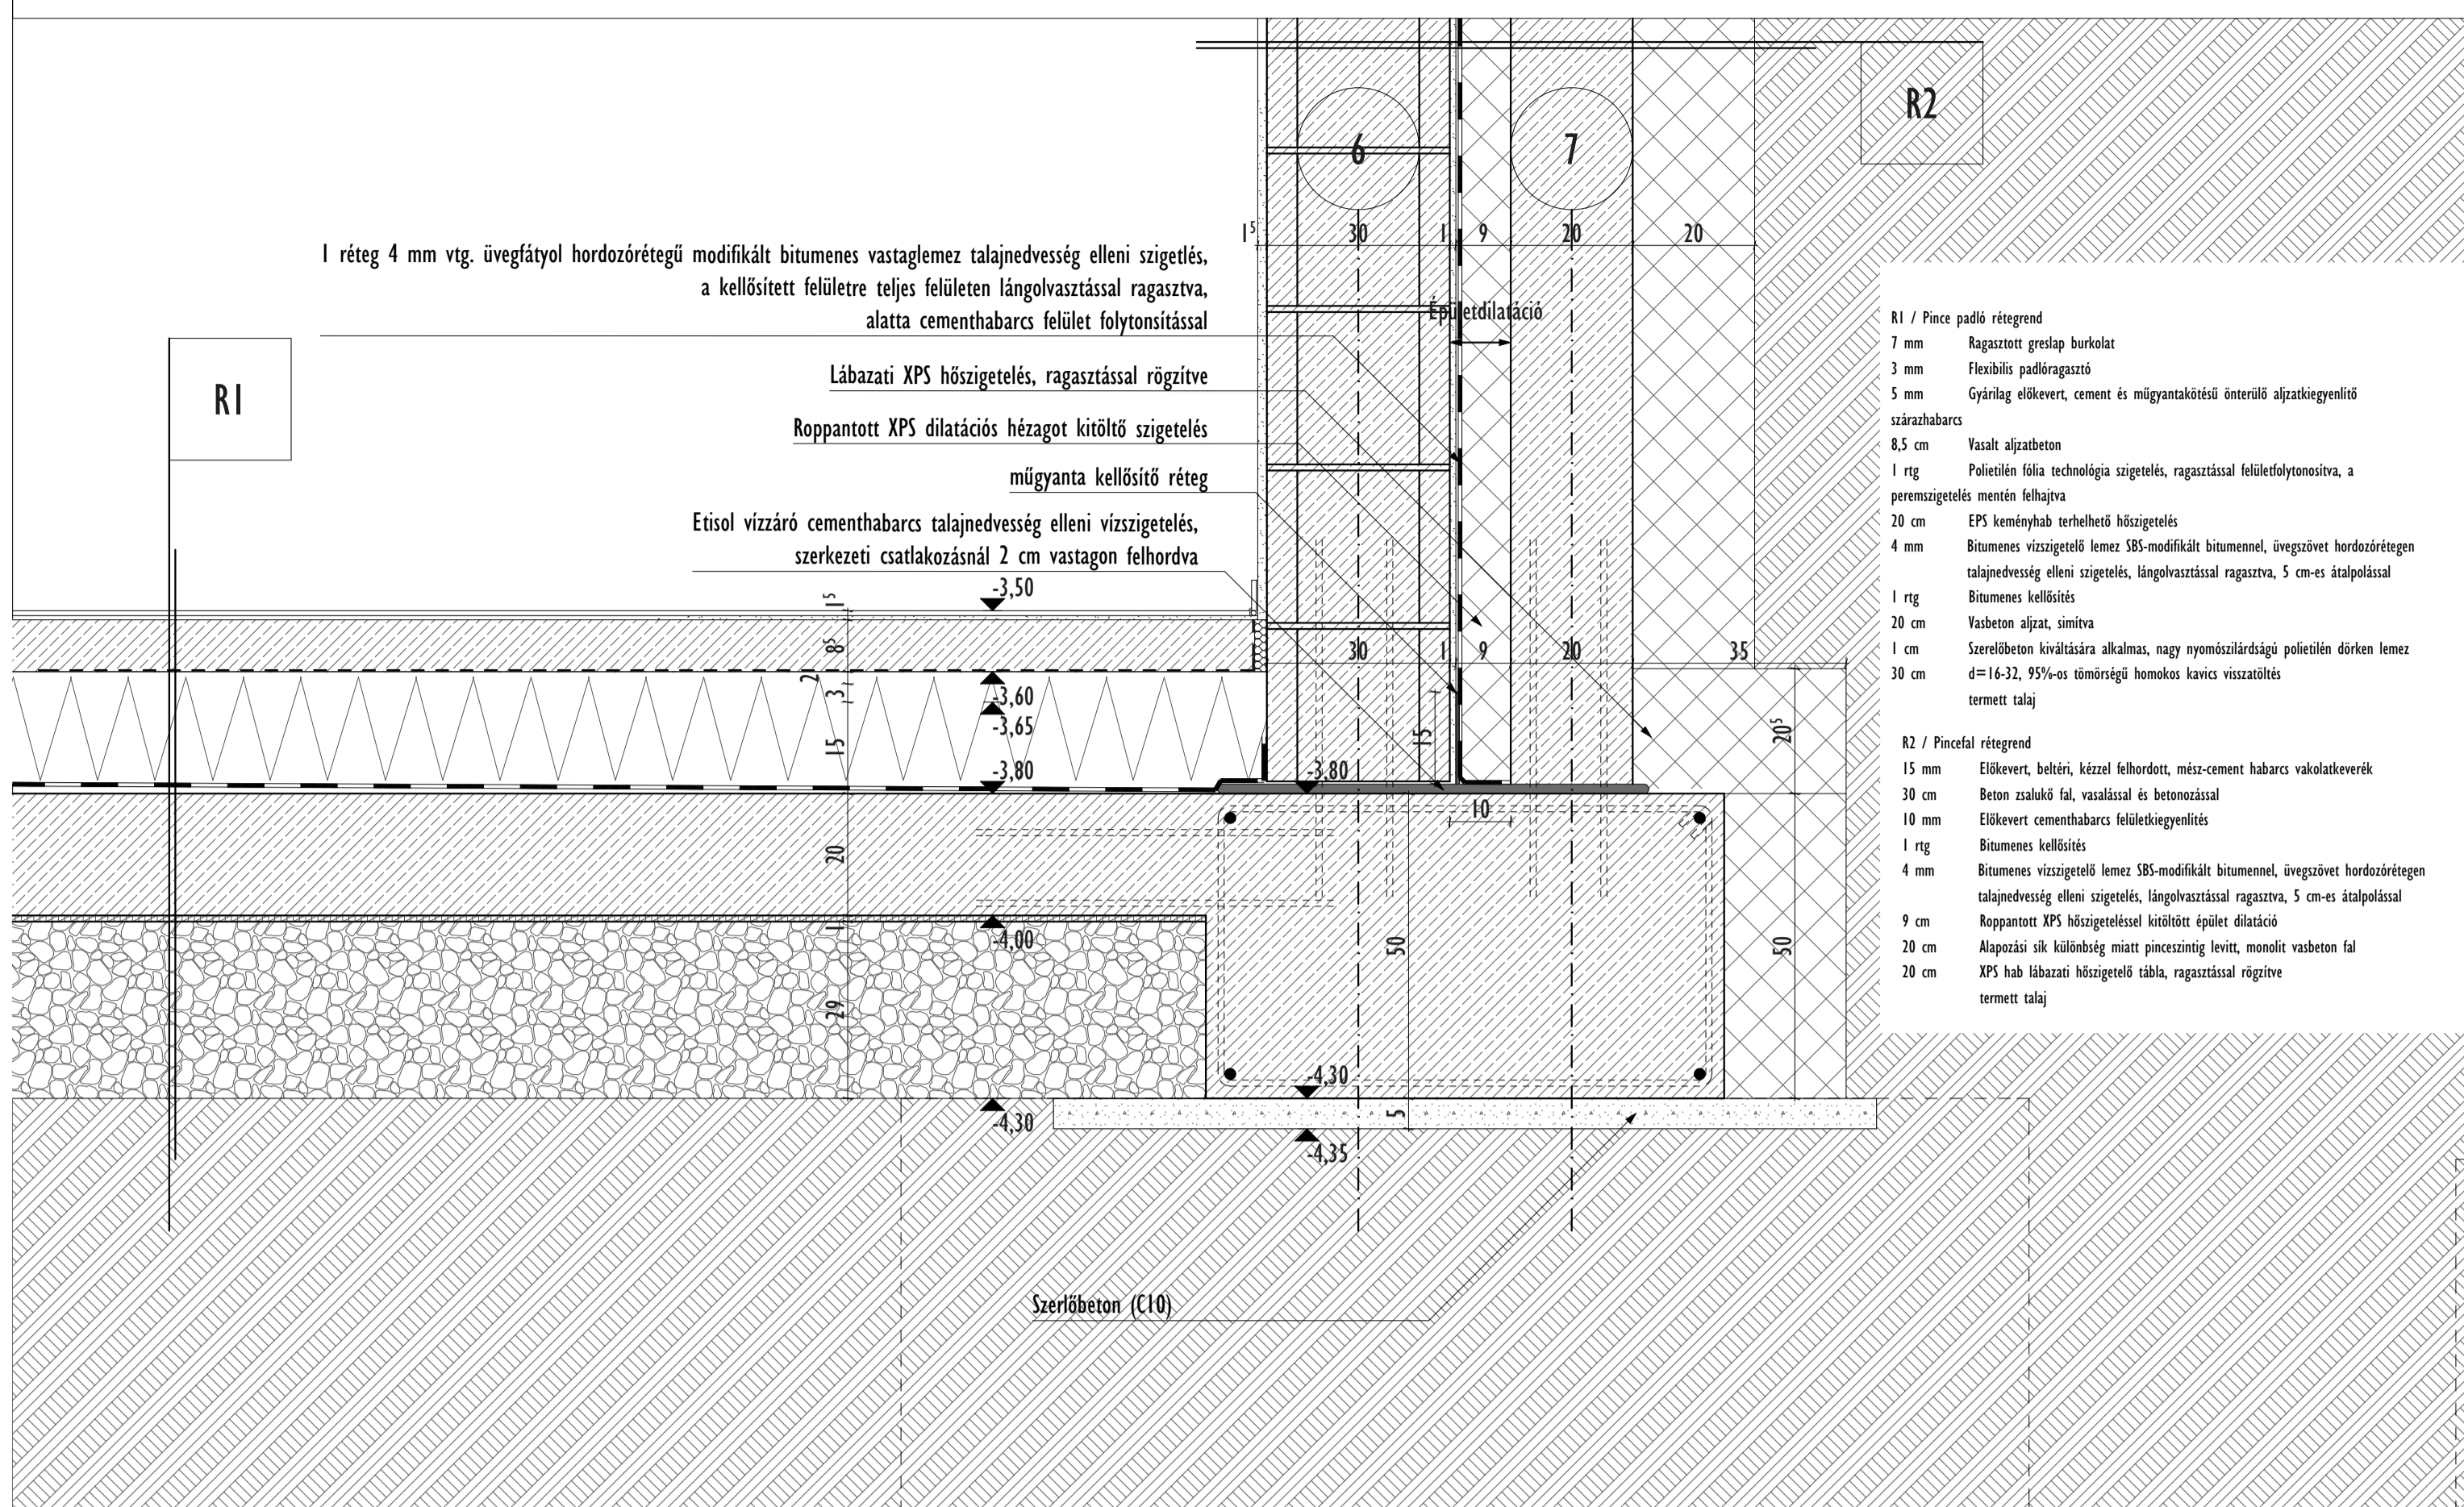 R2
6
7
1⁵ 30 1 9 20 20
1 réteg 4 mm vtg. üvegfátyol hordozórétegű modifikált bitumenes vastaglemez talajnedvesség elleni szigetlés,
a kellősített felületre teljes felületen lángolvasztással ragasztva,
alatta cementhabarcs felület folytonsítással
Épületdilatáció
R1
Lábazati XPS hőszigetelés, ragasztással rögzítve
Roppantott XPS dilatációs hézagot kitöltő szigetelés
műgyanta kellősítő réteg
Etisol vízzáró cementhabarcs talajnedvesség elleni vízszigetelés,
szerkezeti csatlakozásnál 2 cm vastagon felhordva
-3,50
1⁵
8⁵
2
3
15
20
1
29
30 1 9 20 35
-3,60
-3,65
-3,80
-3,80
15
20⁵
10
50
50
-4,00
-4,30
-4,30
5
-4,35
Szerlőbeton (C10)
R1 / Pince padló rétegrend
7 mm Ragasztott greslap burkolat
3 mm Flexibilis padlóragasztó
5 mm Gyárilag előkevert, cement és műgyantakötésű önterülő aljzatkiegyenlítő
szárazhabarcs
8,5 cm Vasalt aljzatbeton
1 rtg Polietilén fólia technológia szigetelés, ragasztással felületfolytonosítva, a
peremszigetelés mentén felhajtva
20 cm EPS keményhab terhelhető hőszigetelés
4 mm Bitumenes vízszigetelő lemez SBS-modifikált bitumennel, üvegszövet hordozórétegen
talajnedvesség elleni szigetelés, lángolvasztással ragasztva, 5 cm-es átalpolással
1 rtg Bitumenes kellősítés
20 cm Vasbeton aljzat, simítva
1 cm Szerelőbeton kiváltására alkalmas, nagy nyomószilárdságú polietilén dörken lemez
30 cm d=16-32, 95%-os tömörségű homokos kavics visszatöltés
termett talaj
R2 / Pincefal rétegrend
15 mm Előkevert, beltéri, kézzel felhordott, mész-cement habarcs vakolatkeverék
30 cm Beton zsalukő fal, vasalással és betonozással
10 mm Előkevert cementhabarcs felületkiegyenlítés
1 rtg Bitumenes kellősítés
4 mm Bitumenes vízszigetelő lemez SBS-modifikált bitumennel, üvegszövet hordozórétegen
talajnedvesség elleni szigetelés, lángolvasztással ragasztva, 5 cm-es átalpolással
9 cm Roppantott XPS hőszigeteléssel kitöltött épület dilatáció
20 cm Alapozási sík különbség miatt pinceszintig levitt, monolit vasbeton fal
20 cm XPS hab lábazati hőszigetelő tábla, ragasztással rögzítve
termett talaj